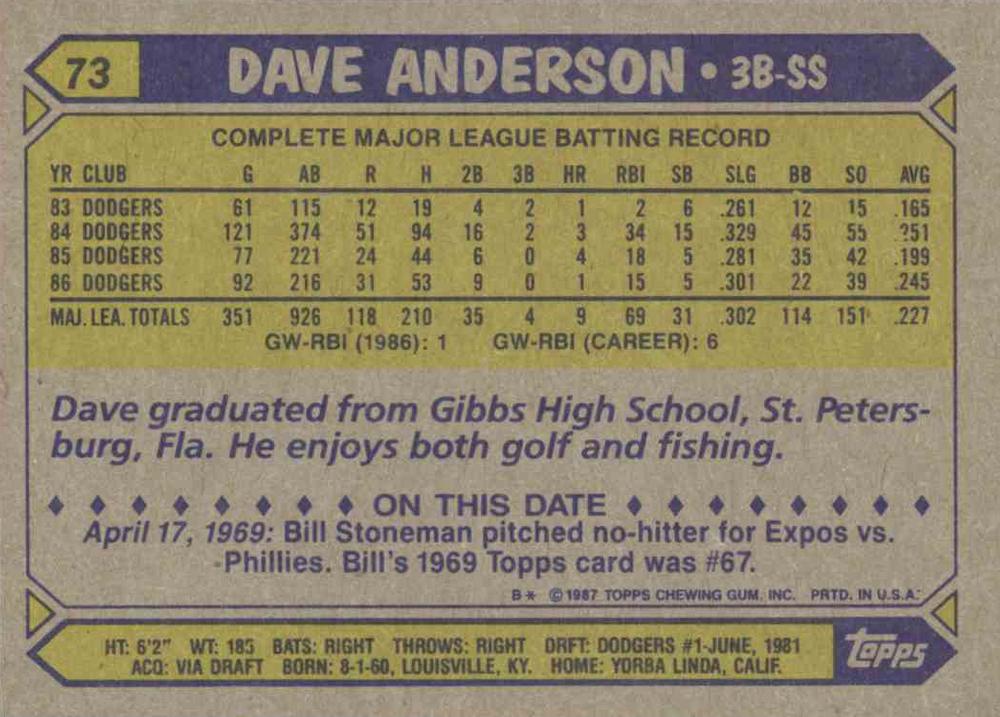 73 DAVE ANDERSON • 3B-SS
COMPLETE MAJOR LEAGUE BATTING RECORD
YR CLUB G AB R H 2B 3B HR RBI SB SLG BB SO AVG
83 DODGERS 61 115 12 19 4 2 1 2 6 .261 12 15 .165
84 DODGERS 121 374 51 94 16 2 3 34 15 .329 45 55 .251
85 DODGERS 77 221 24 44 6 0 4 18 5 .281 35 42 .199
86 DODGERS 92 216 31 53 9 0 1 15 5 .301 22 39 .245
MAJ. LEA. TOTALS 351 926 118 210 35 4 9 69 31 .302 114 151 .227
GW-RBI (1986): 1 GW-RBI (CAREER): 6
Dave graduated from Gibbs High School, St. Peters-
burg, Fla. He enjoys both golf and fishing.
♦ ♦ ♦ ♦ ♦ ♦ ♦ ♦ ON THIS DATE ♦ ♦ ♦ ♦ ♦ ♦ ♦ ♦
April 17, 1969: Bill Stoneman pitched no-hitter for Expos vs.
Phillies. Bill's 1969 Topps card was #67.
B* ©1987 TOPPS CHEWING GUM, INC. PRTD. IN U.S.A.
HT: 6'2" WT: 185 BATS: RIGHT THROWS: RIGHT DRFT: DODGERS #1-JUNE, 1981
ACQ: VIA DRAFT BORN: 8-1-60, LOUISVILLE, KY. HOME: YORBA LINDA, CALIF.
topps